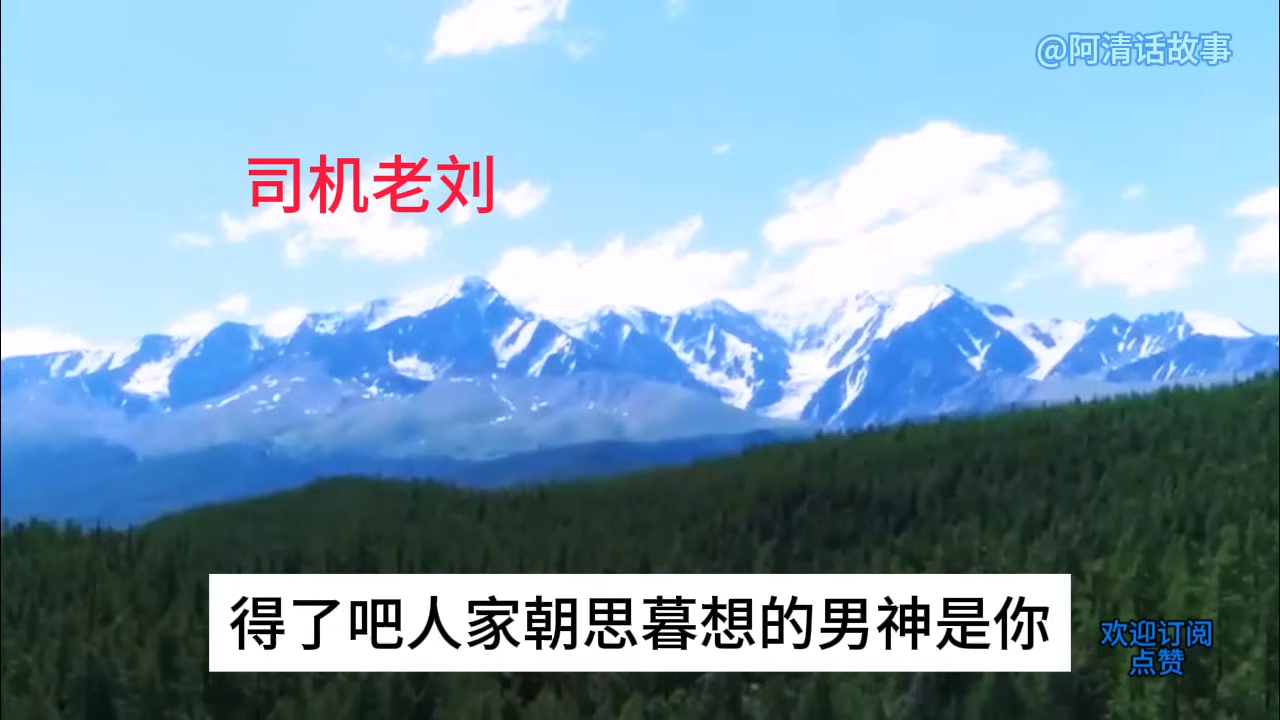 @阿清话故事
司机老刘
得了吧人家朝思暮想的男神是你
欢迎订阅
点赞